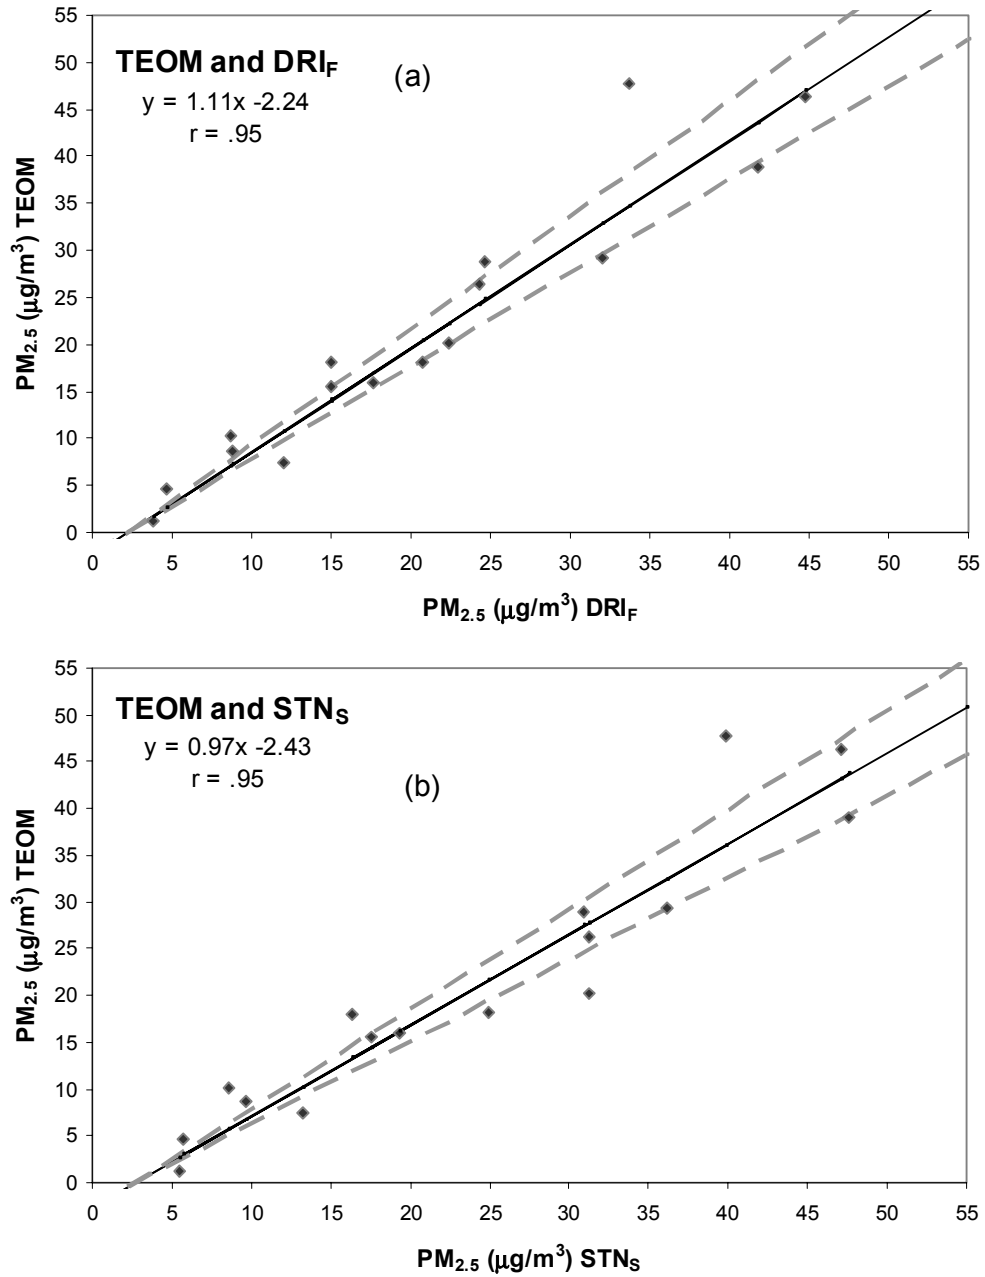 55
50
45
40
35
30
25
20
15
10
5
0
PM2.5 (μg/m3) TEOM
TEOM and DRIF
y = 1.11x -2.24
r = .95
(a)
0 5 10 15 20 25 30 35 40 45 50 55
PM2.5 (μg/m3) DRIF
55
50
45
40
35
30
25
20
15
10
5
0
PM2.5 (μg/m3) TEOM
TEOM and STNS
y = 0.97x -2.43
r = .95
(b)
0 5 10 15 20 25 30 35 40 45 50 55
PM2.5 (μg/m3) STNS